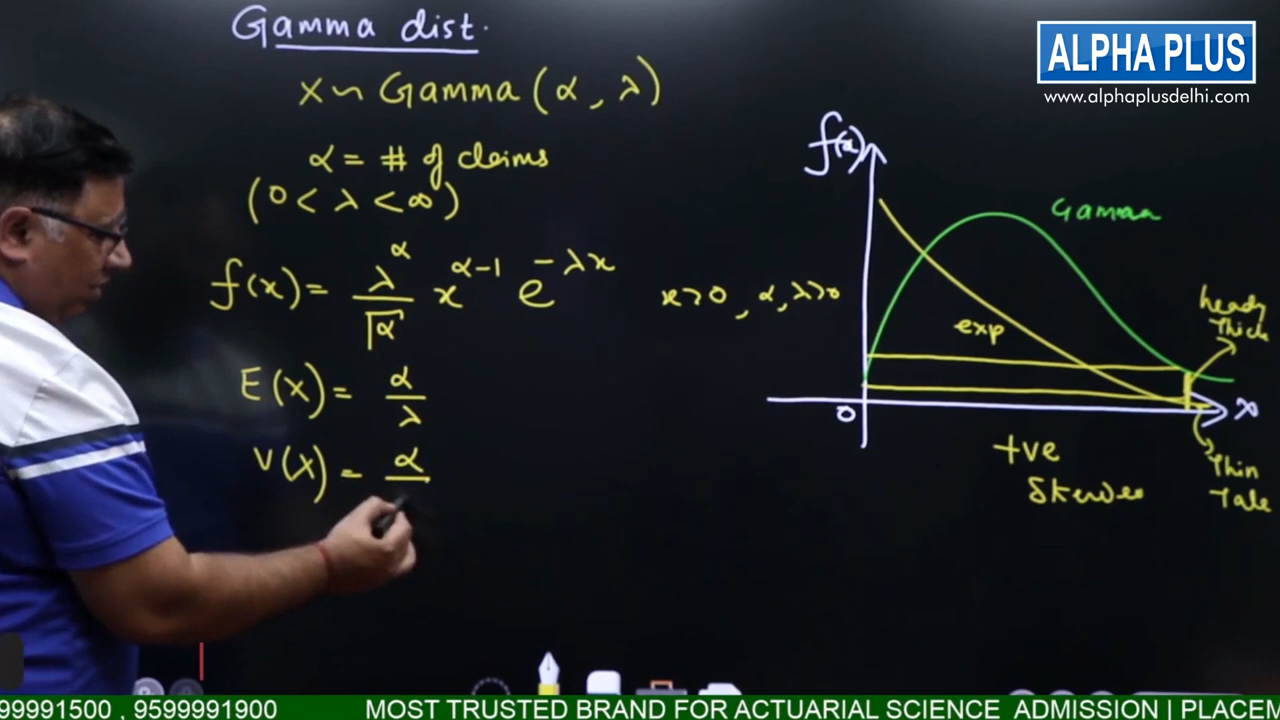 Gamma dist.
X ~ Gamma (α, λ)
α = # of claims
(0 < λ < ∞)
f(x) = λ^α / Γα x^(α-1) e^(-λx) x>0, α, λ>0
E(X) = α/λ
V(X) = α
ALPHA PLUS
www.alphaplusdelhi.com
f(x)
Gamma
exp
heavy
Thick
0
x
+ve
Skewed
Thin
Tale
99991500 , 9599991900 MOST TRUSTED BRAND FOR ACTUARIAL SCIENCE ADMISSION | PLACEM